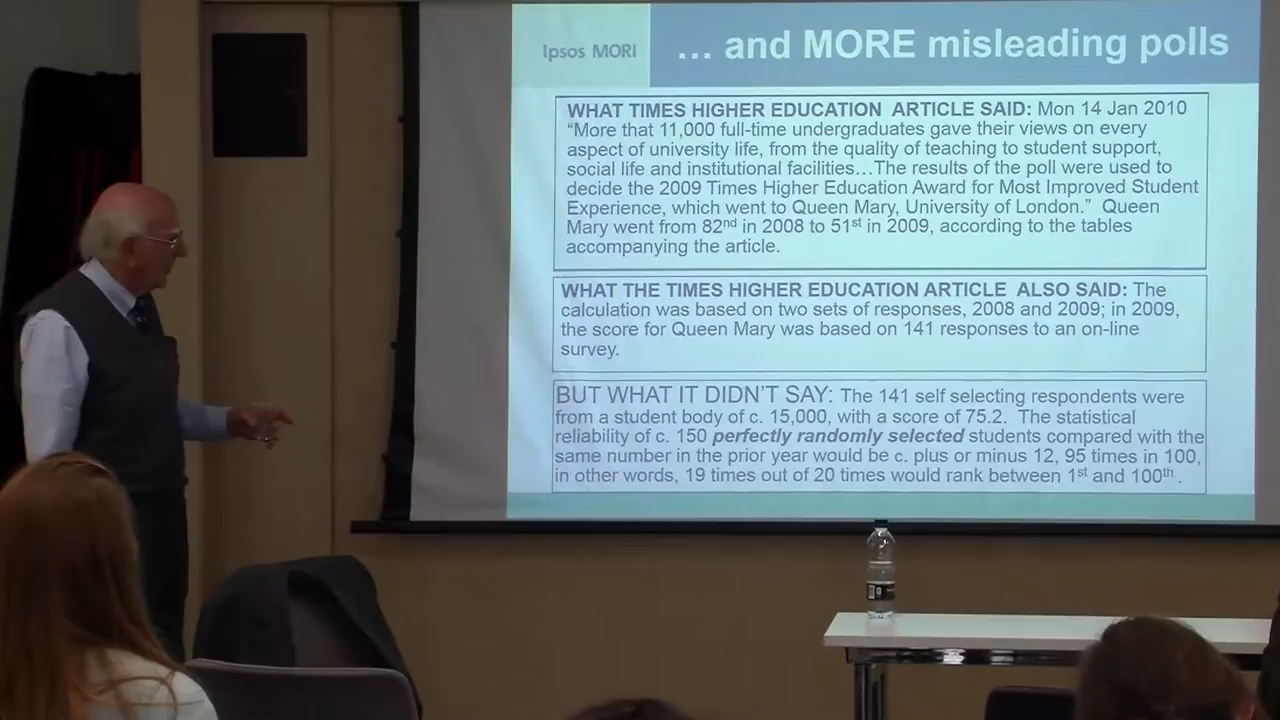 Ipsos MORI
… and MORE misleading polls
WHAT TIMES HIGHER EDUCATION ARTICLE SAID: Mon 14 Jan 2010
“More that 11,000 full-time undergraduates gave their views on every
aspect of university life, from the quality of teaching to student support,
social life and institutional facilities…The results of the poll were used to
decide the 2009 Times Higher Education Award for Most Improved Student
Experience, which went to Queen Mary, University of London.” Queen
Mary went from 82nd in 2008 to 51st in 2009, according to the tables
accompanying the article.
WHAT THE TIMES HIGHER EDUCATION ARTICLE ALSO SAID: The
calculation was based on two sets of responses, 2008 and 2009; in 2009,
the score for Queen Mary was based on 141 responses to an on-line
survey.
BUT WHAT IT DIDN’T SAY: The 141 self selecting respondents were
from a student body of c. 15,000, with a score of 75.2. The statistical
reliability of c. 150 perfectly randomly selected students compared with the
same number in the prior year would be c. plus or minus 12, 95 times in 100,
in other words, 19 times out of 20 times would rank between 1st and 100th.